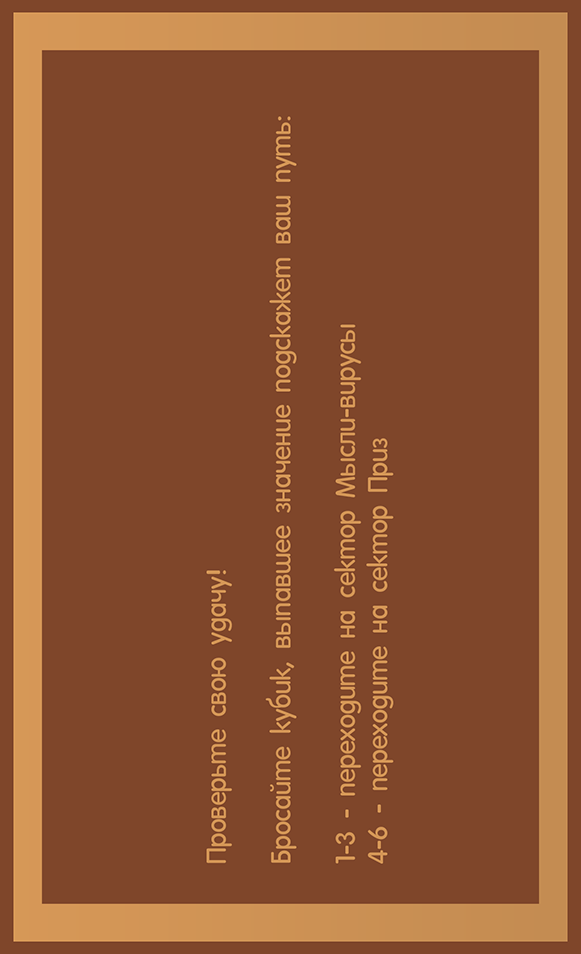 Проверьте свою удачу!
Бросайте кубик, выпавшее значение подскажет ваш путь:
1-3 - переходите на сектор Мысли-вирусы
4-6 - переходите на сектор Приз